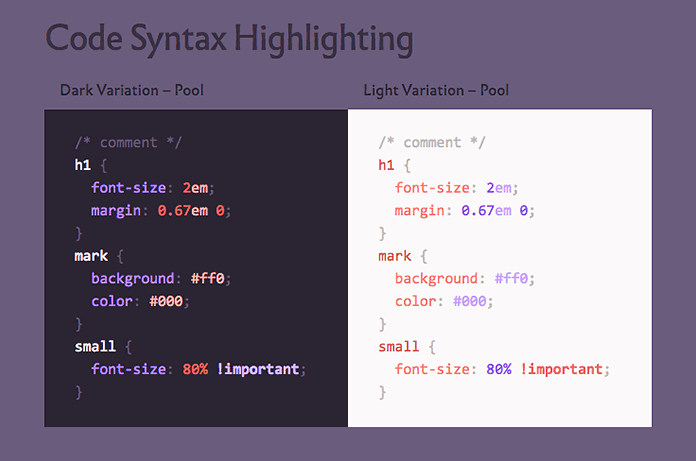 Code Syntax Highlighting
Dark Variation – Pool
/* comment */
h1 {
font-size: 2em;
margin: 0.67em 0;
}
mark {
background: #ff0;
color: #000;
}
small {
font-size: 80% !important;
}
Light Variation – Pool
/* comment */
h1 {
font-size: 2em;
margin: 0.67em 0;
}
mark {
background: #ff0;
color: #000;
}
small {
font-size: 80% !important;
}